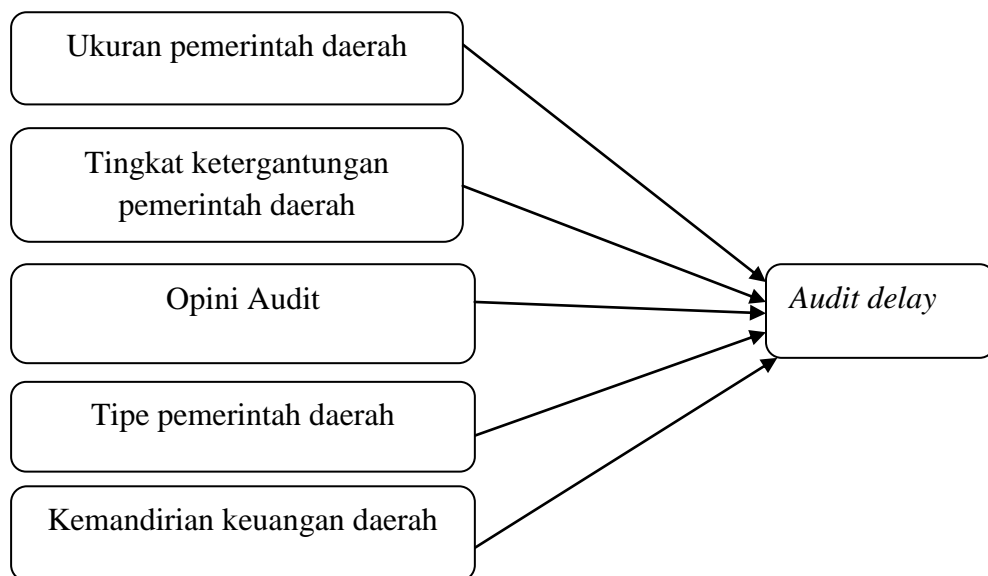 Ukuran pemerintah daerah
Tingkat ketergantungan
pemerintah daerah
Opini Audit
Audit delay
Tipe pemerintah daerah
Kemandirian keuangan daerah